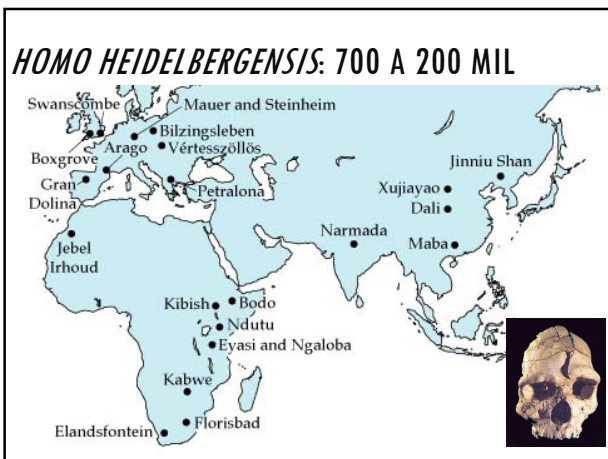 HOMO HEIDELBERGENSIS: 700 A 200 MIL
Swanscombe
Mauer and Steinheim
Bilzingsleben
Arago
Vértesszöllös
Boxgrove
Gran
Dolina
Petralona
Jinniu Shan
Xujiayao
Dali
Narmada
Maba
Jebel
Irhoud
Kibish
Bodo
Ndutu
Eyasi and Ngaloba
Kabwe
Florisbad
Elandsfontein